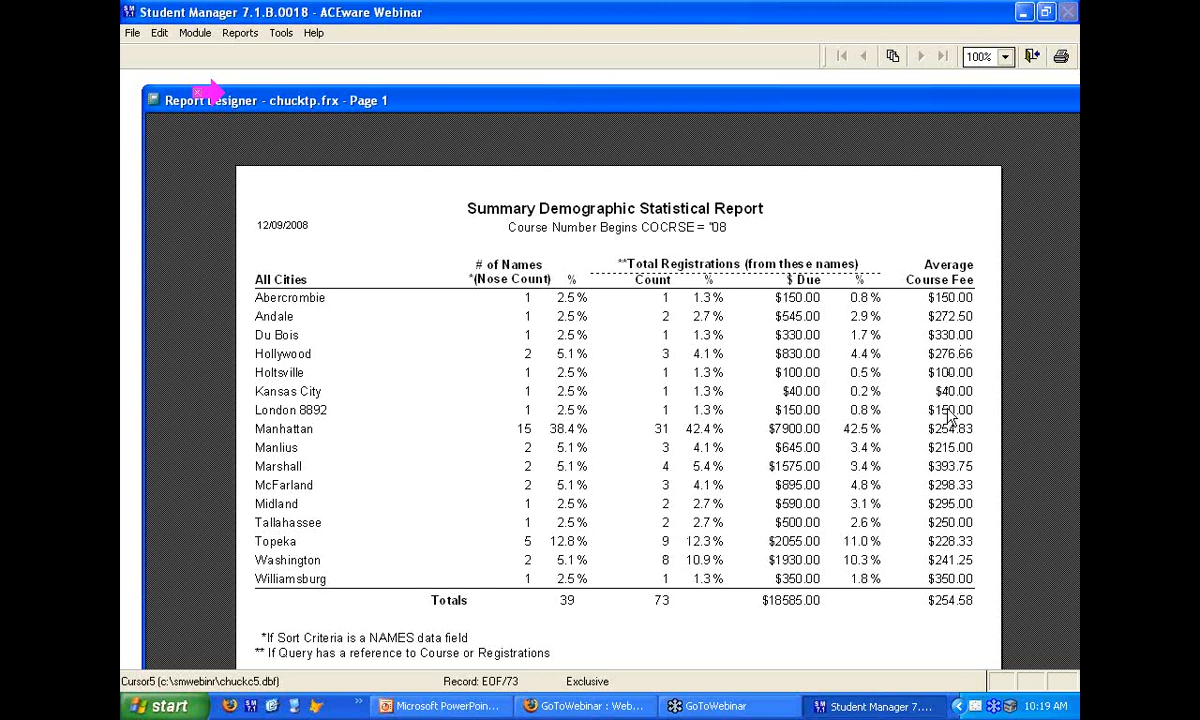 Student Manager 7.1.B.0018 - ACEware Webinar
File Edit Module Reports Tools Help
100%
Report Designer - chucktp.frx - Page 1
Summary Demographic Statistical Report
12/09/2008
Course Number Begins COCRSE = "08
# of Names **Total Registrations (from these names) Average
All Cities *(Nose Count) % Count % $ Due % Course Fee
Abercrombie 1 2.5 % 1 1.3 % $150.00 0.8 % $150.00
Andale 1 2.5 % 2 2.7 % $545.00 2.9 % $272.50
Du Bois 1 2.5 % 1 1.3 % $330.00 1.7 % $330.00
Hollywood 2 5.1 % 3 4.1 % $830.00 4.4 % $276.66
Holtsville 1 2.5 % 1 1.3 % $100.00 0.5 % $100.00
Kansas City 1 2.5 % 1 1.3 % $40.00 0.2 % $40.00
London 8892 1 2.5 % 1 1.3 % $150.00 0.8 % $150.00
Manhattan 15 38.4 % 31 42.4 % $7900.00 42.5 % $254.83
Manlius 2 5.1 % 3 4.1 % $645.00 3.4 % $215.00
Marshall 2 5.1 % 4 5.4 % $1575.00 3.4 % $393.75
McFarland 2 5.1 % 3 4.1 % $895.00 4.8 % $298.33
Midland 1 2.5 % 2 2.7 % $590.00 3.1 % $295.00
Tallahassee 1 2.5 % 2 2.7 % $500.00 2.6 % $250.00
Topeka 5 12.8 % 9 12.3 % $2055.00 11.0 % $228.33
Washington 2 5.1 % 8 10.9 % $1930.00 10.3 % $241.25
Williamsburg 1 2.5 % 1 1.3 % $350.00 1.8 % $350.00
Totals 39 73 $18585.00 $254.58
*If Sort Criteria is a NAMES data field
** If Query has a reference to Course or Registrations
Cursor5 (c:\smwebinr\chuckc5.dbf) Record: EOF/73 Exclusive
start Microsoft PowerPoin... GoToWebinar : Web... GoToWebinar Student Manager 7.... 10:19 AM